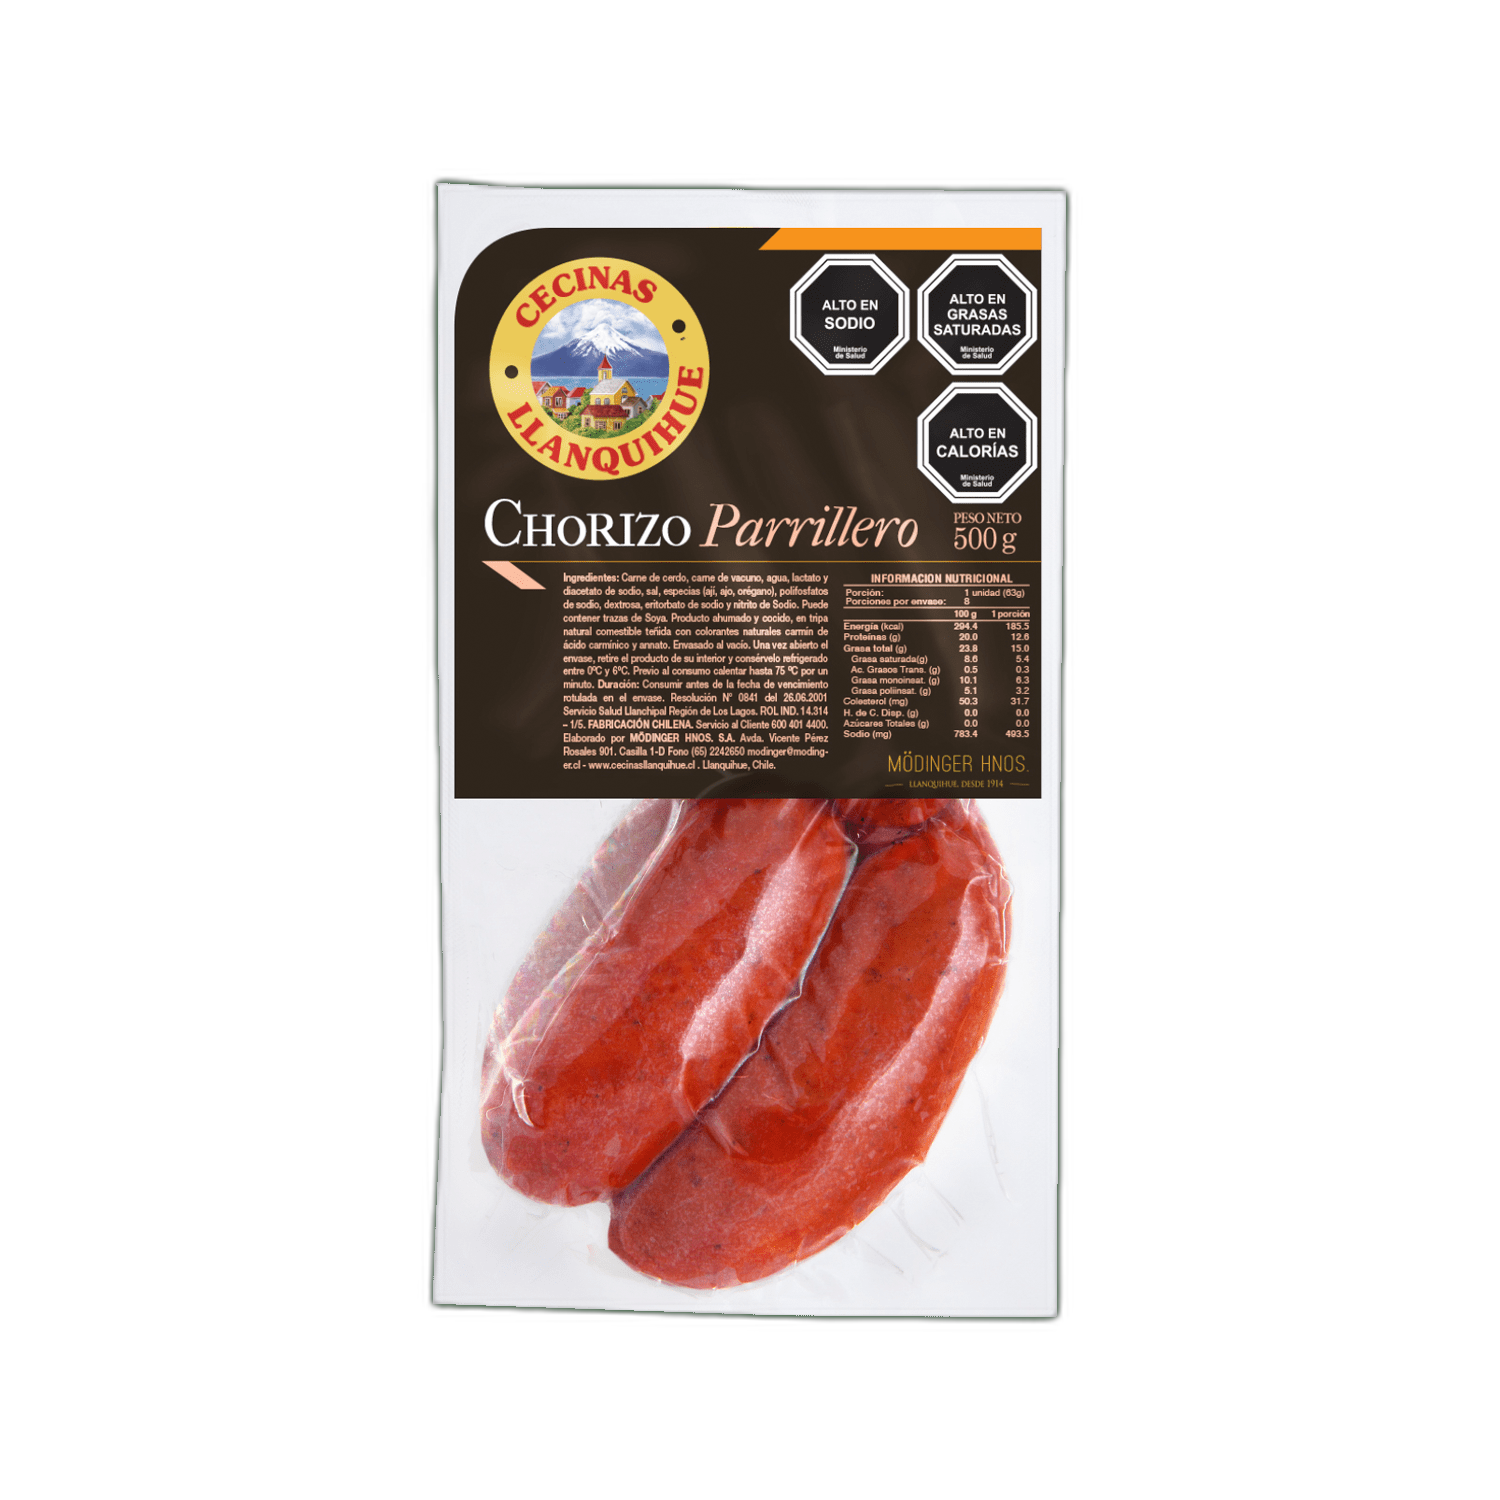 CECINAS
LLANQUIHUE
ALTO EN
SODIO
Ministerio
de Salud
ALTO EN
GRASAS
SATURADAS
Ministerio
de Salud
ALTO EN
CALORÍAS
Ministerio
de Salud
CHORIZO Parrillero
PESO NETO
500 g
Ingredientes: Carne de cerdo, carne de vacuno, agua, lactato y
diacetato de sodio, sal, especias (ají, ajo, orégano), polifosfatos
de sodio, dextrosa, eritorbato de sodio y nitrito de Sodio. Puede
contener trazas de Soya. Producto ahumado y cocido, en tripa
natural comestible teñida con colorantes naturales carmín de
ácido carmínico y annato. Envasado al vacío. Una vez abierto el
envase, retire el producto de su interior y consérvelo refrigerado
entre 0ºC y 6ºC. Previo al consumo calentar hasta 75 ºC por un
minuto. Duración: Consumir antes de la fecha de vencimiento
rotulada en el envase. Resolución N° 0841 del 26.06.2001
Servicio Salud Llanchipal Región de Los Lagos. ROL IND. 14.314
– 1/5. FABRICACIÓN CHILENA. Servicio al Cliente 600 401 4400.
Elaborado por MÖDINGER HNOS. S.A. Avda. Vicente Pérez
Rosales 901. Casilla 1-D Fono (65) 2242650 modinger@moding-
er.cl - www.cecinasllanquihue.cl . Llanquihue, Chile.
INFORMACION NUTRICIONAL
Porción: 1 unidad (63g)
Porciones por envase: 8
100 g 1 porción
Energía (kcal) 294.4 185.5
Proteínas (g) 20.0 12.6
Grasa total (g) 23.8 15.0
Grasa saturada(g) 8.6 5.4
Ac. Grasos Trans. (g) 0.5 0.3
Grasa monoinsat. (g) 10.1 6.3
Grasa poliinsat. (g) 5.1 3.2
Colesterol (mg) 50.3 31.7
H. de C. Disp. (g) 0.0 0.0
Azúcares Totales (g) 0.0 0.0
Sodio (mg) 783.4 493.5
MÖDINGER HNOS.
LLANQUIHUE, DESDE 1914